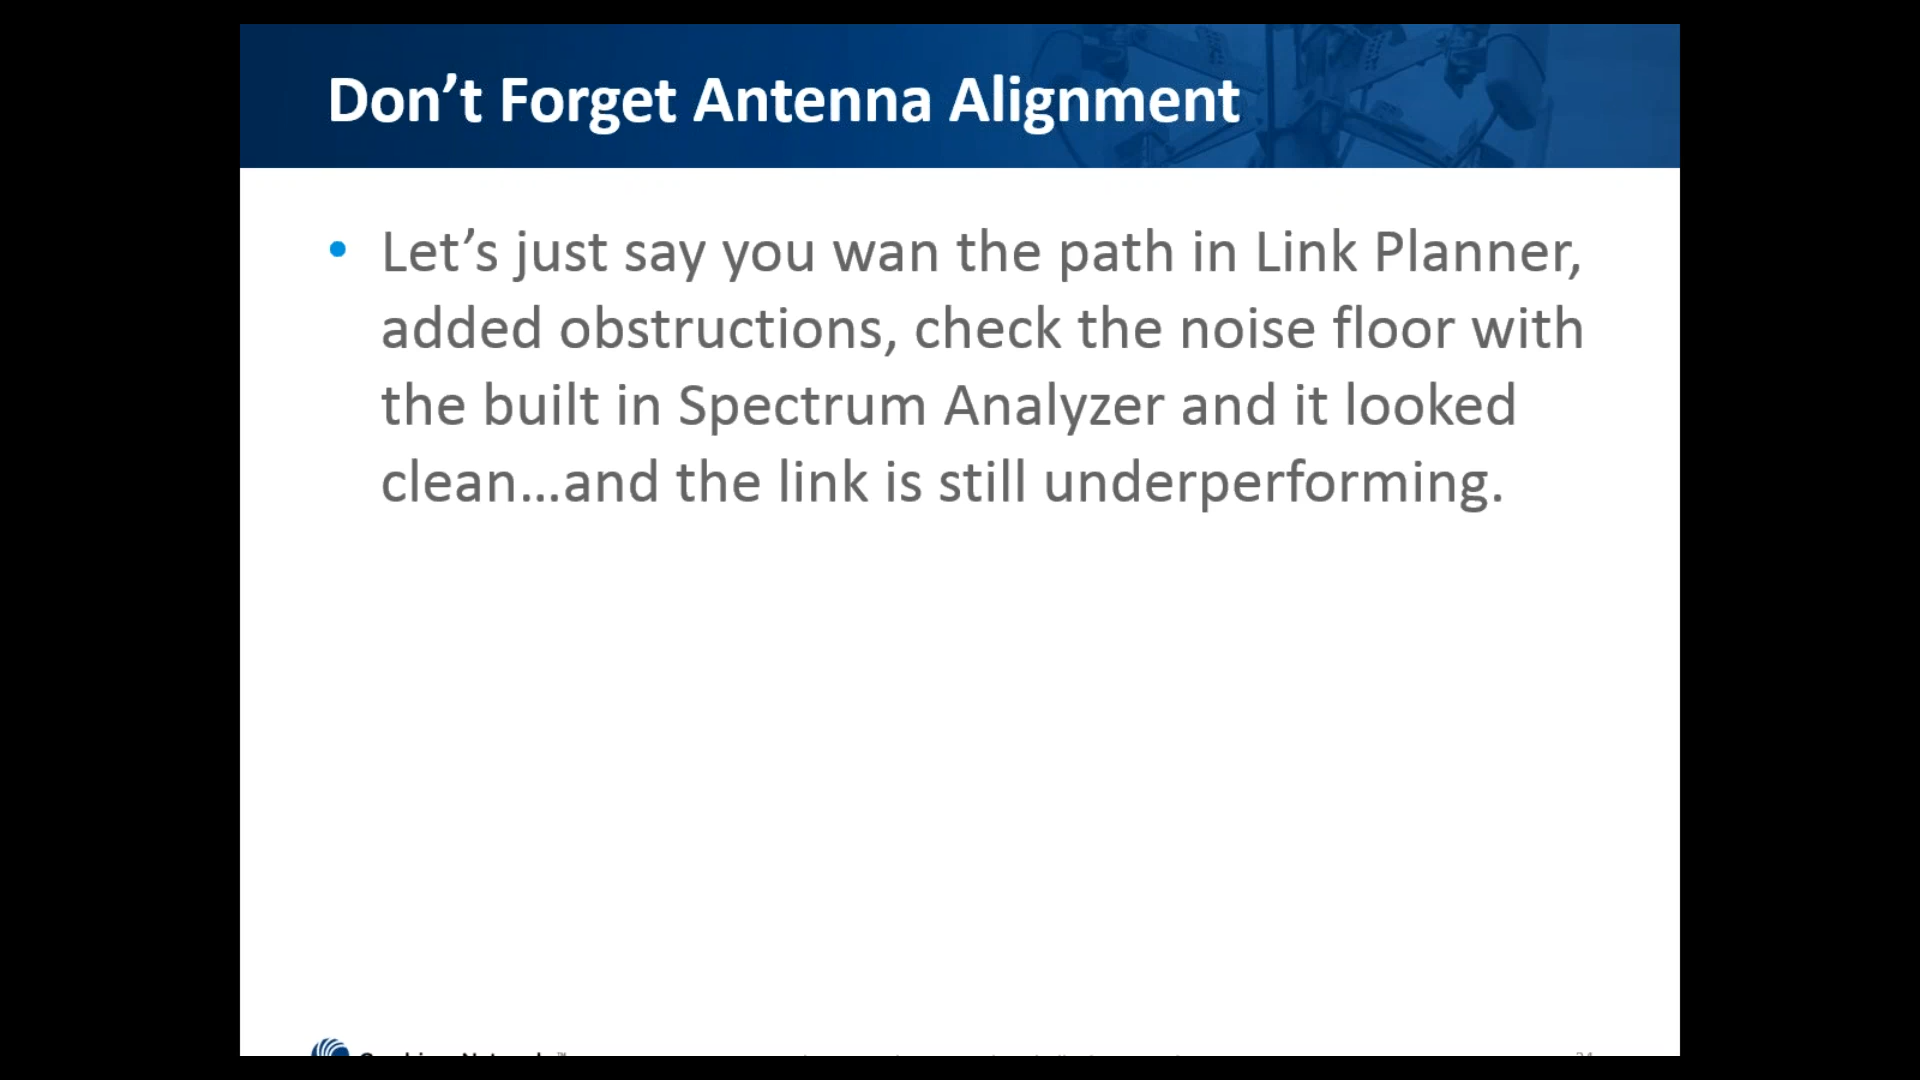 Don’t Forget Antenna Alignment
• Let’s just say you wan the path in Link Planner,
added obstructions, check the noise floor with
the built in Spectrum Analyzer and it looked
clean…and the link is still underperforming.